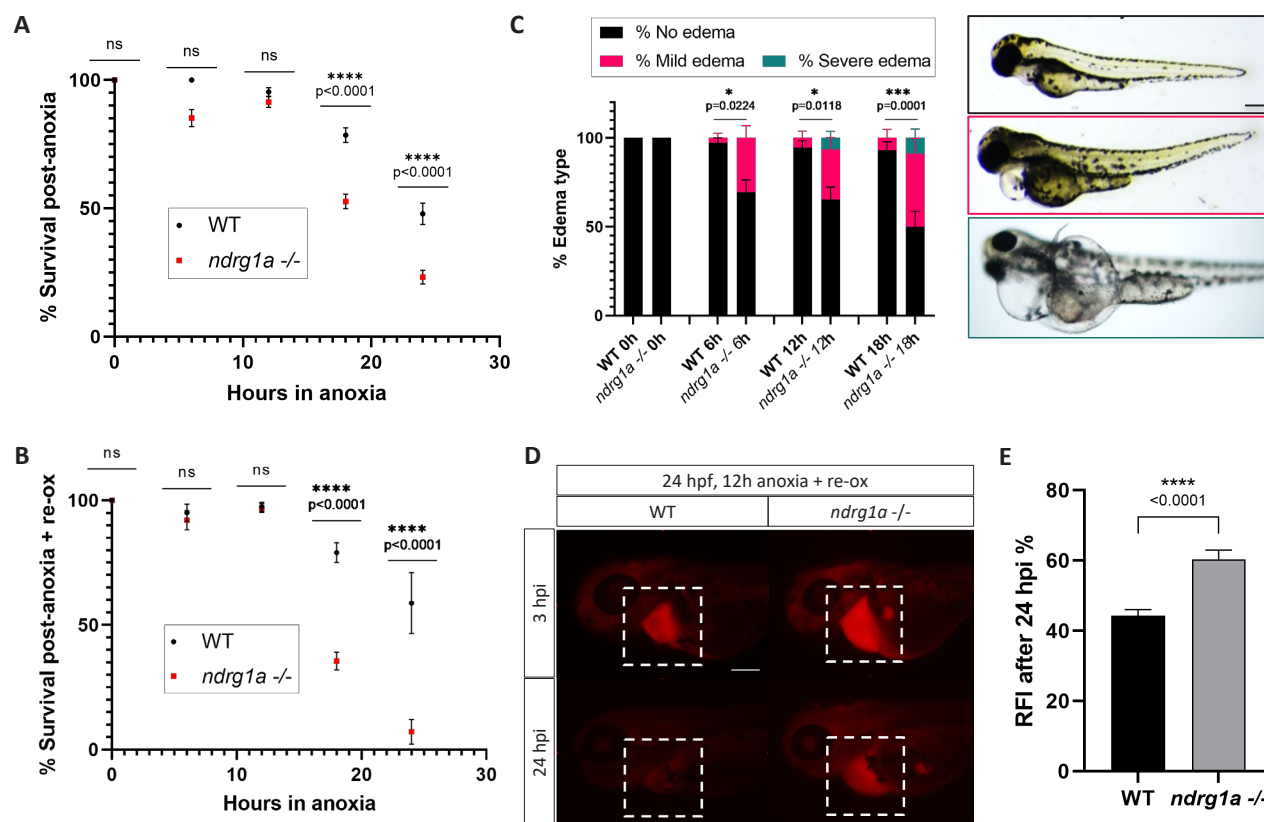 A
ns
ns
ns
****
p<0.0001
****
p<0.0001
100
50
0
% Survival post-anoxia
WT
ndrg1a -/-
0
10
20
30
Hours in anoxia
B
ns
ns
ns
****
p<0.0001
****
p<0.0001
100
50
0
% Survival post-anoxia + re-ox
WT
ndrg1a -/-
0
10
20
30
Hours in anoxia
C
% No edema
% Mild edema
% Severe edema
*
p=0.0224
*
p=0.0118
***
p=0.0001
100
50
0
% Edema type
WT 0h
ndrg1a -/- 0h
WT 6h
ndrg1a -/- 6h
WT 12h
ndrg1a -/- 12h
WT 18h
ndrg1a -/- 18h
D
24 hpf, 12h anoxia + re-ox
WT
ndrg1a -/-
3 hpi
24 hpi
E
****
<0.0001
80
60
40
20
0
RFI after 24 hpi %
WT
ndrg1a -/-